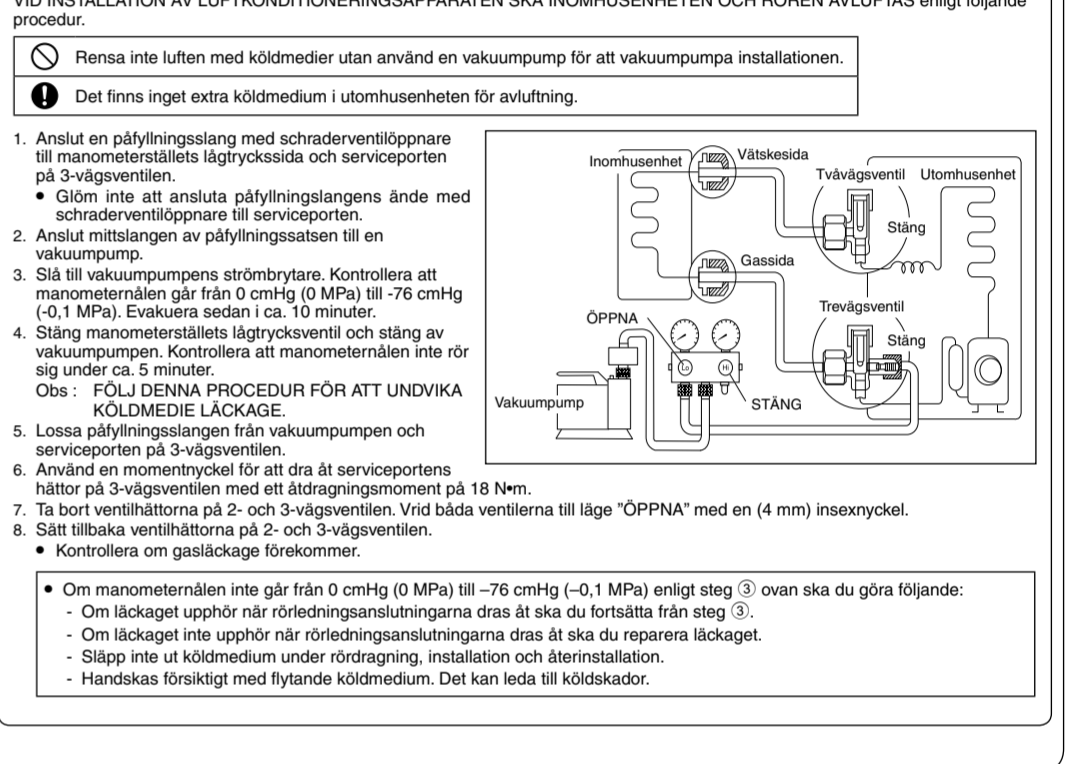 VID INSTALLATION AV LUFTKONDITIONERINGSAPPARATEN SKA INOMHUSENHETEN OCH RÖREN AVLUFTAS enligt följande
procedur.
Rensa inte luften med köldmedier utan använd en vakuumpump för att vakuumpumpa installationen.
Det finns inget extra köldmedium i utomhusenheten för avluftning.
1. Anslut en påfyllningsslang med schraderventilöppnare
till manometerställets lågtryckssida och serviceporten
på 3-vägsventilen.
• Glöm inte att ansluta påfyllningslangens ände med
schraderventilöppnare till serviceporten.
2. Anslut mittslangen av påfyllningssatsen till en
vakuumpump.
3. Slå till vakuumpumpens strömbrytare. Kontrollera att
manometernålen går från 0 cmHg (0 MPa) till -76 cmHg
(-0,1 MPa). Evakuera sedan i ca. 10 minuter.
4. Stäng manometerställets lågtrycksventil och stäng av
vakuumpumpen. Kontrollera att manometernålen inte rör
sig under ca. 5 minuter.
Obs : FÖLJ DENNA PROCEDUR FÖR ATT UNDVIKA
KÖLDMEDIE LÄCKAGE.
5. Lossa påfyllningsslangen från vakuumpumpen och
serviceporten på 3-vägsventilen.
6. Använd en momentnyckel för att dra åt serviceportens
hättor på 3-vägsventilen med ett åtdragningsmoment på 18 N•m.
7. Ta bort ventilhättorna på 2- och 3-vägsventilen. Vrid båda ventilerna till läge ”ÖPPNA” med en (4 mm) insexnyckel.
8. Sätt tillbaka ventilhättorna på 2- och 3-vägsventilen.
• Kontrollera om gasläckage förekommer.
Inomhusenhet
Vätskesida
Tvåvägsventil
Utomhusenhet
Stäng
Gassida
Trevägsventil
Stäng
ÖPPNA
Lo
Hi
Vakuumpump
STÄNG
• Om manometernålen inte går från 0 cmHg (0 MPa) till –76 cmHg (–0,1 MPa) enligt steg ③ ovan ska du göra följande:
- Om läckaget upphör när rörledningsanslutningarna dras åt ska du fortsätta från steg ③.
- Om läckaget inte upphör när rörledningsanslutningarna dras åt ska du reparera läckaget.
- Släpp inte ut köldmedium under rördragning, installation och återinstallation.
- Handskas försiktigt med flytande köldmedium. Det kan leda till köldskador.